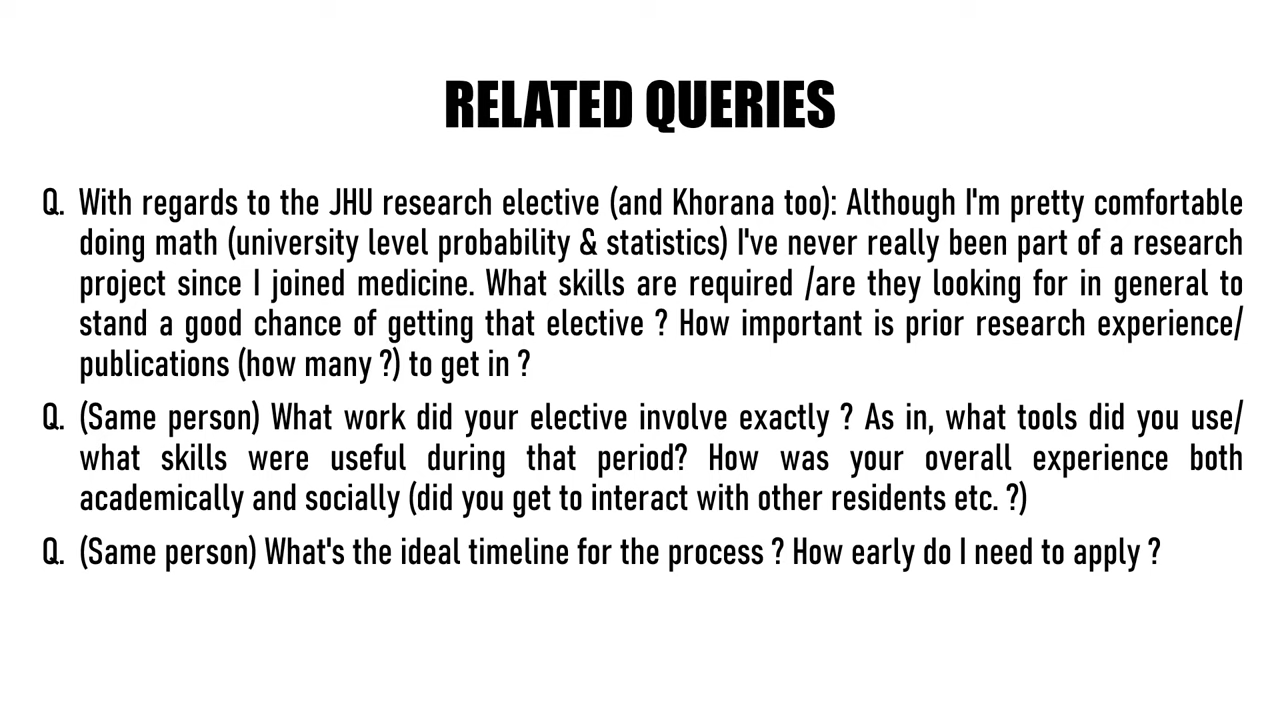 RELATED QUERIES
Q. With regards to the JHU research elective (and Khorana too): Although I'm pretty comfortable
doing math (university level probability & statistics) I've never really been part of a research
project since I joined medicine. What skills are required /are they looking for in general to
stand a good chance of getting that elective ? How important is prior research experience/
publications (how many ?) to get in ?
Q. (Same person) What work did your elective involve exactly ? As in, what tools did you use/
what skills were useful during that period? How was your overall experience both
academically and socially (did you get to interact with other residents etc. ?)
Q. (Same person) What's the ideal timeline for the process ? How early do I need to apply ?